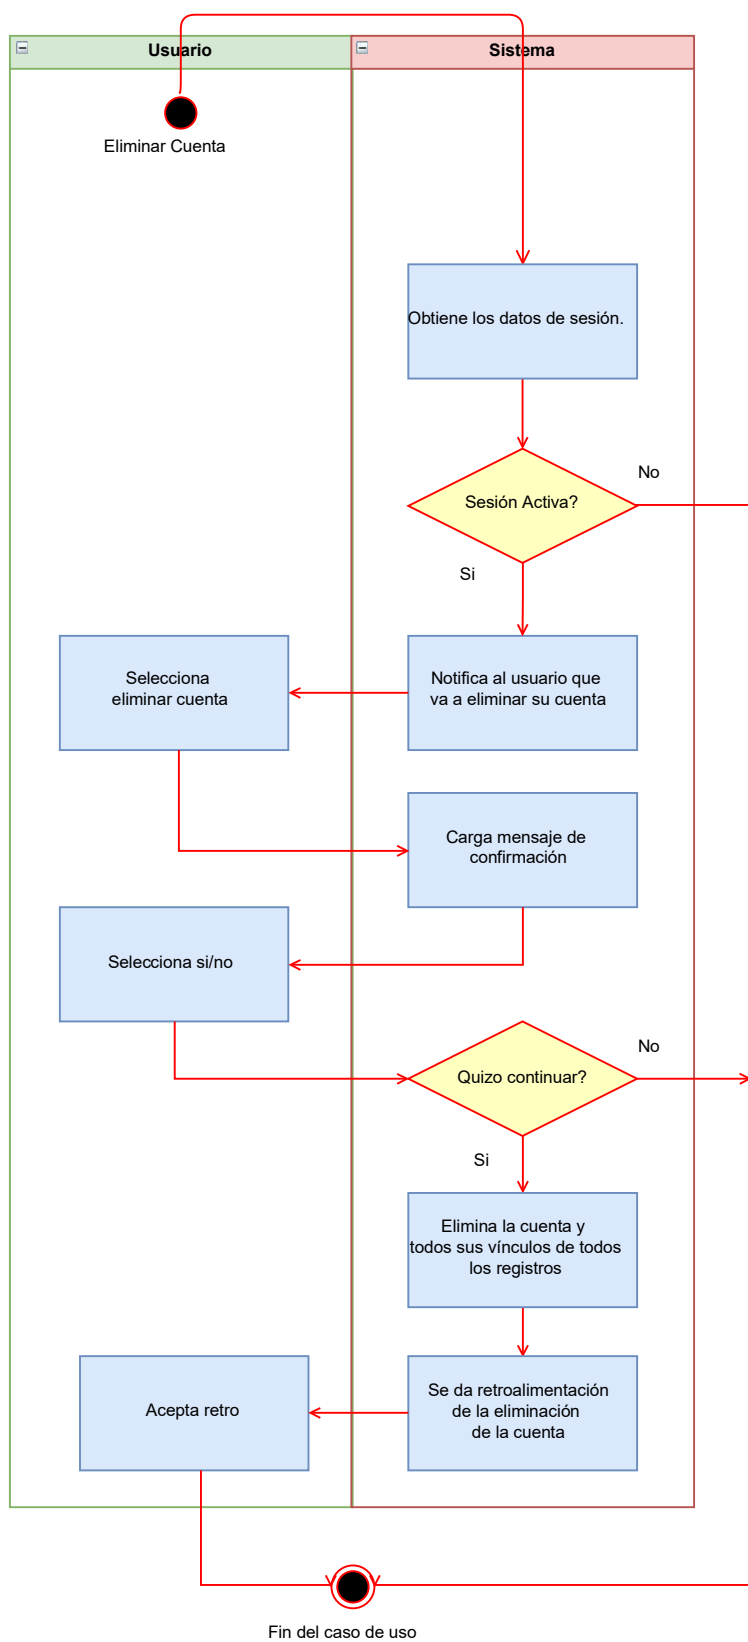 Usuario
Sistema
Eliminar Cuenta
Obtiene los datos de sesión.
Sesión Activa?
No
Si
Selecciona
eliminar cuenta
Notifica al usuario que
va a eliminar su cuenta
Carga mensaje de
confirmación
Selecciona si/no
Quizo continuar?
No
Si
Elimina la cuenta y
todos sus vínculos de todos
los registros
Acepta retro
Se da retroalimentación
de la eliminación
de la cuenta
Fin del caso de uso